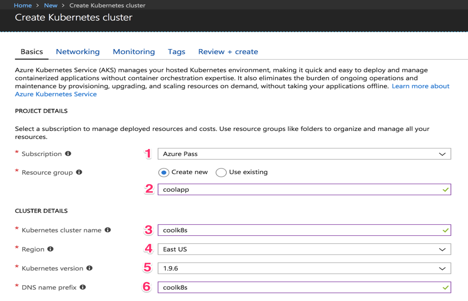 Home > New > Create Kubernetes cluster
Create Kubernetes cluster
Basics Networking Monitoring Tags Review + create
Azure Kubernetes Service (AKS) manages your hosted Kubernetes environment, making it quick and easy to deploy and manage
containerized applications without container orchestration expertise. It also eliminates the burden of ongoing operations and
maintenance by provisioning, upgrading, and scaling resources on demand, without taking your applications offline. Learn more about
Azure Kubernetes Service
PROJECT DETAILS
Select a subscription to manage deployed resources and costs. Use resource groups like folders to organize and manage all your
resources.
* Subscription 1 Azure Pass
* Resource group Create new Use existing
2 coolapp
CLUSTER DETAILS
* Kubernetes cluster name 3 coolk8s
* Region 4 East US
* Kubernetes version 5 1.9.6
* DNS name prefix 6 coolk8s